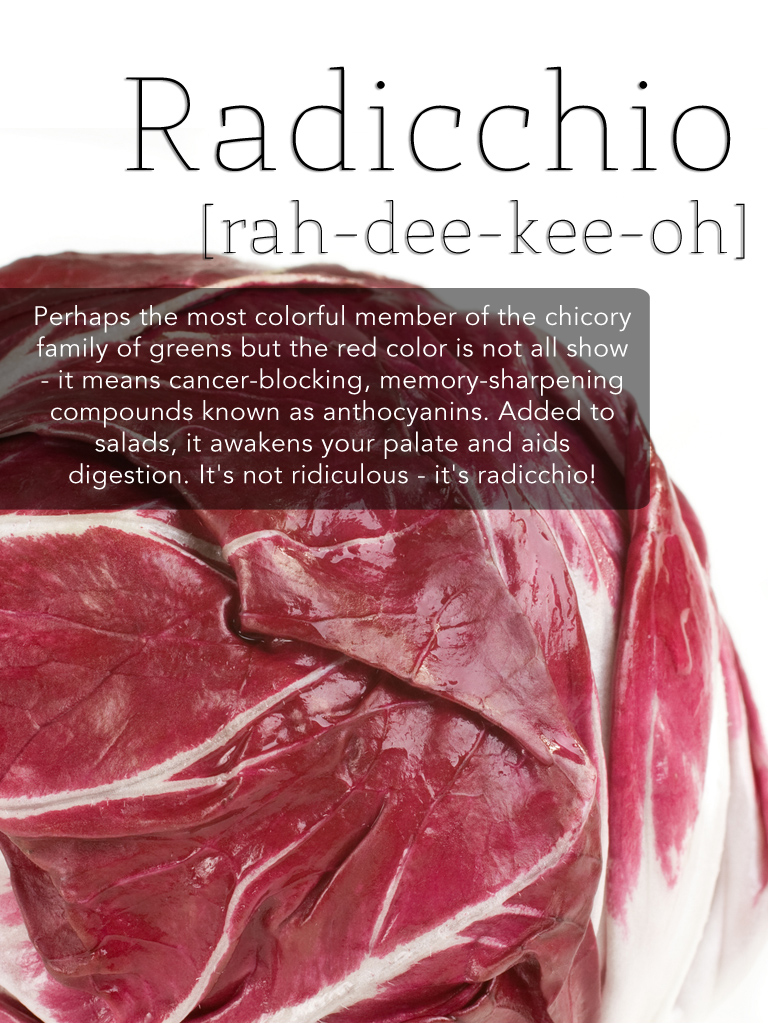 Radicchio
[rah-dee-kee-oh]
Perhaps the most colorful member of the chicory
family of greens but the red color is not all show
- it means cancer-blocking, memory-sharpening
compounds known as anthocyanins. Added to
salads, it awakens your palate and aids
digestion. It's not ridiculous - it's radicchio!